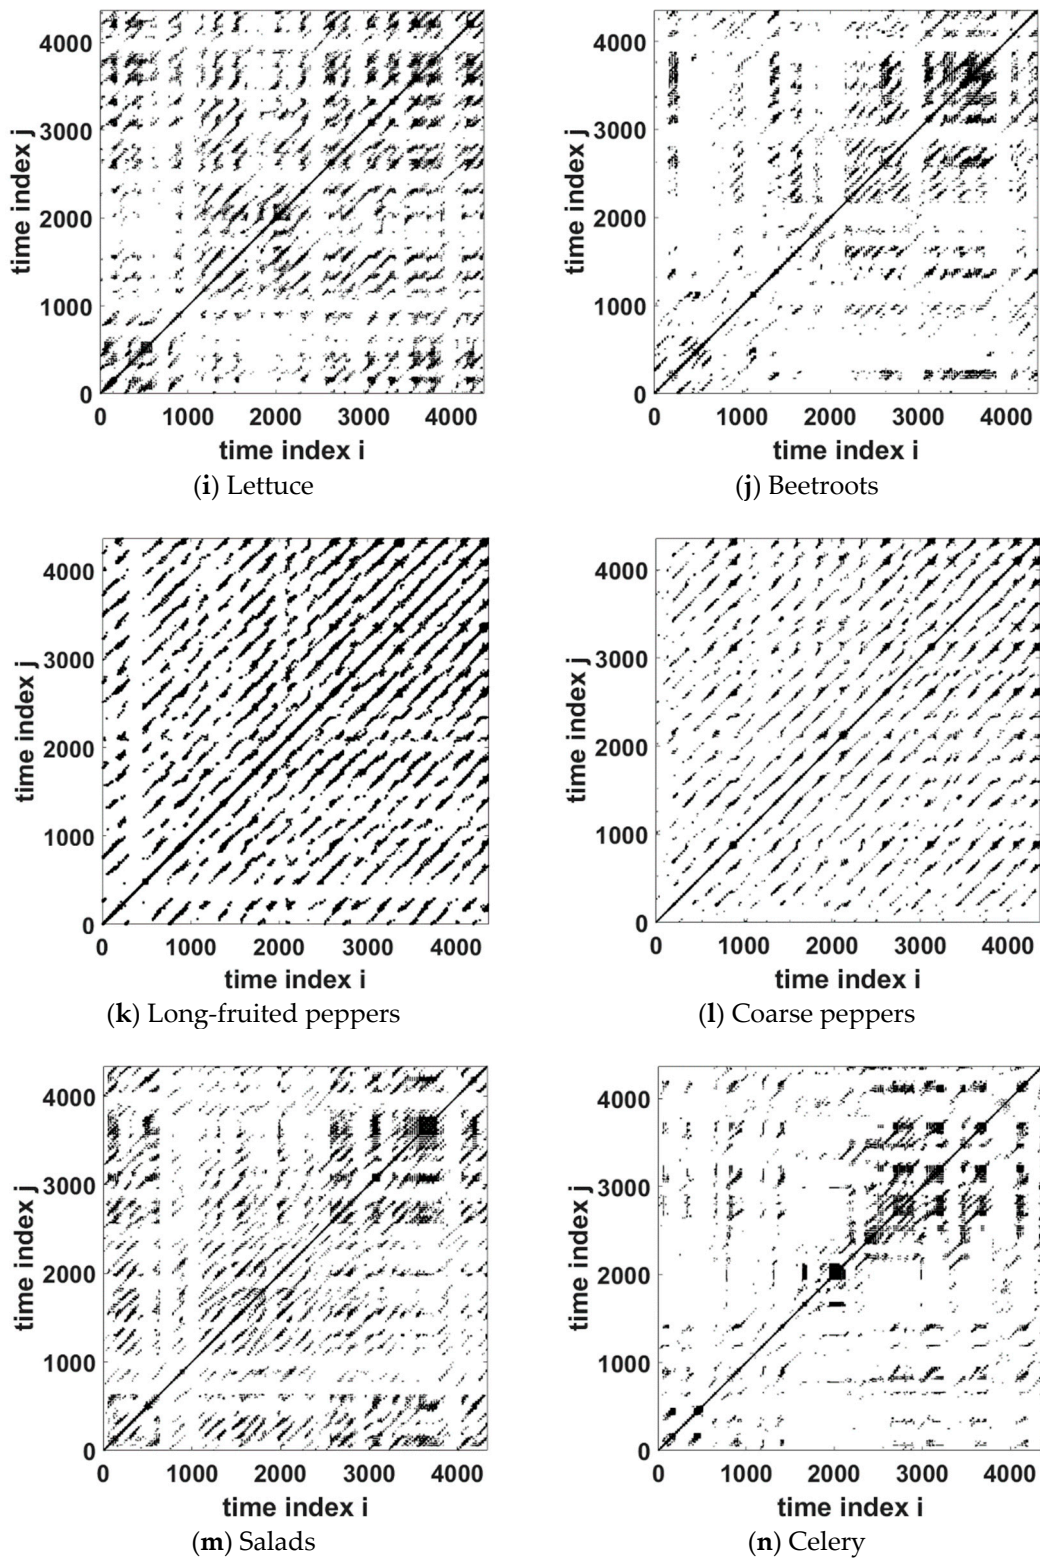 4000
3000
2000
1000
0
time index j
0 1000 2000 3000 4000
time index i
(i) Lettuce
4000
3000
2000
1000
0
time index j
0 1000 2000 3000 4000
time index i
(j) Beetroots
4000
3000
2000
1000
0
time index j
0 1000 2000 3000 4000
time index i
(k) Long-fruited peppers
4000
3000
2000
1000
0
time index j
0 1000 2000 3000 4000
time index i
(l) Coarse peppers
4000
3000
2000
1000
0
time index j
0 1000 2000 3000 4000
time index i
(m) Salads
4000
3000
2000
1000
0
time index j
0 1000 2000 3000 4000
time index i
(n) Celery